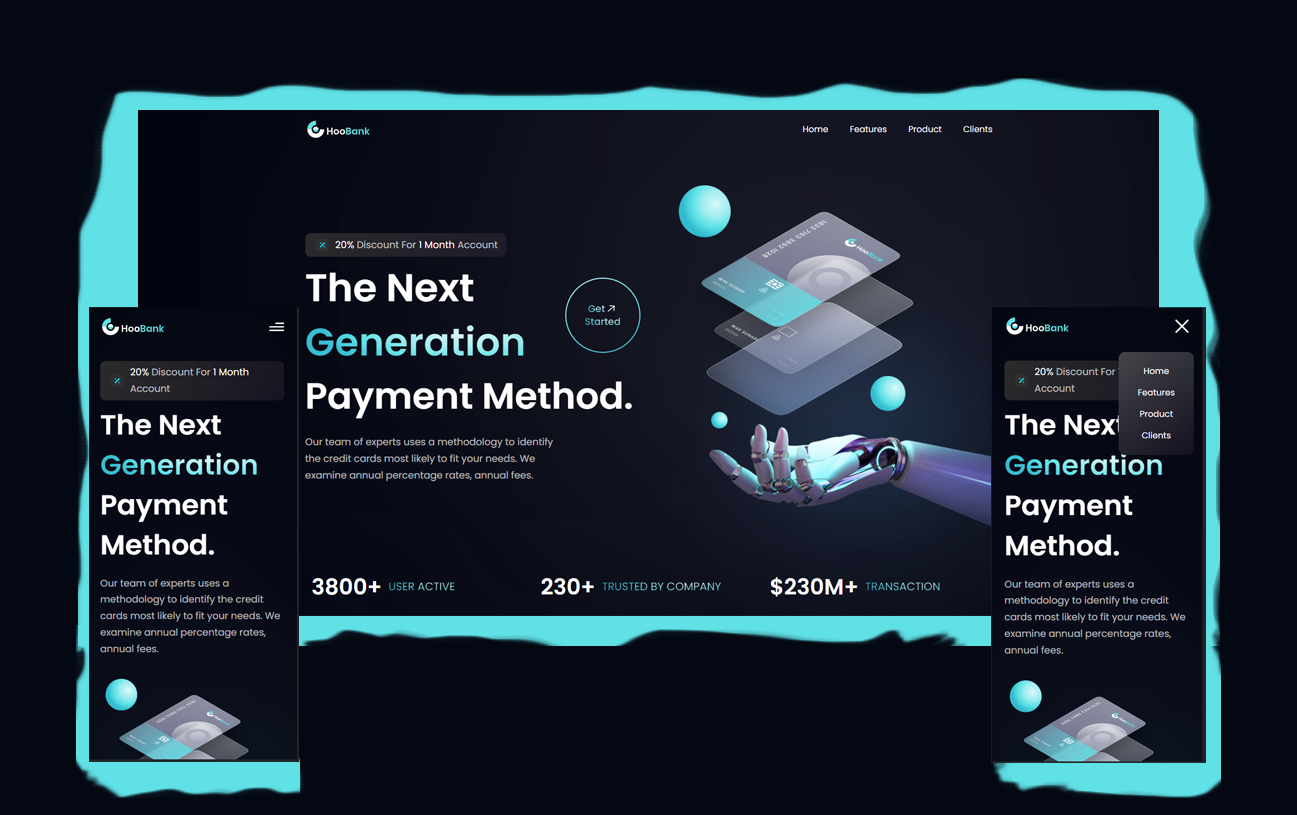 HooBank
Home Features Product Clients
20% Discount For 1 Month Account
The Next
Generation
Payment Method.
Get
Started
Our team of experts uses a methodology to identify
the credit cards most likely to fit your needs. We
examine annual percentage rates, annual fees.
HooBank
3800+ USER ACTIVE
230+ TRUSTED BY COMPANY
$230M+ TRANSACTION
HooBank
20% Discount For 1 Month
Account
The Next
Generation
Payment
Method.
Our team of experts uses a
methodology to identify the credit
cards most likely to fit your needs. We
examine annual percentage rates,
annual fees.
HooBank
20% Discount For
Account
Home
Features
Product
Clients
The Next
Generation
Payment
Method.
Our team of experts uses a
methodology to identify the credit
cards most likely to fit your needs. We
examine annual percentage rates,
annual fees.